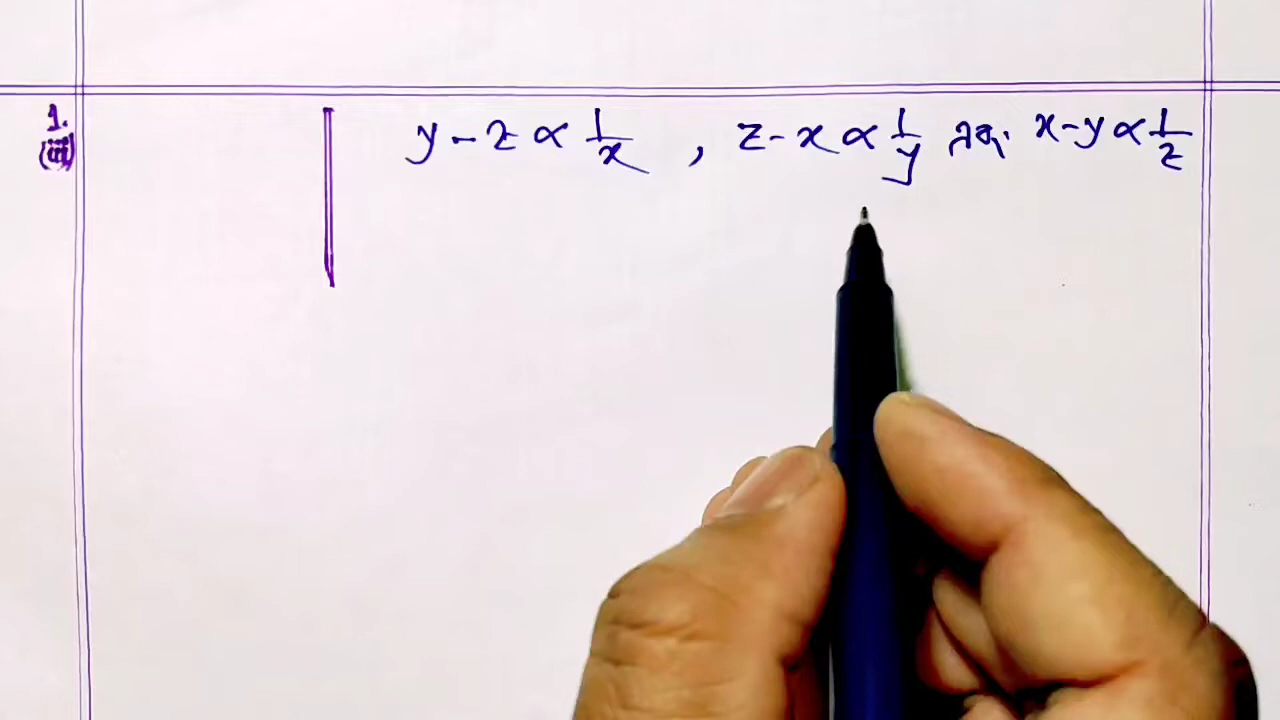 1.
(iii)
y - z ∝ 1/x , z - x ∝ 1/y এবং x - y ∝ 1/z